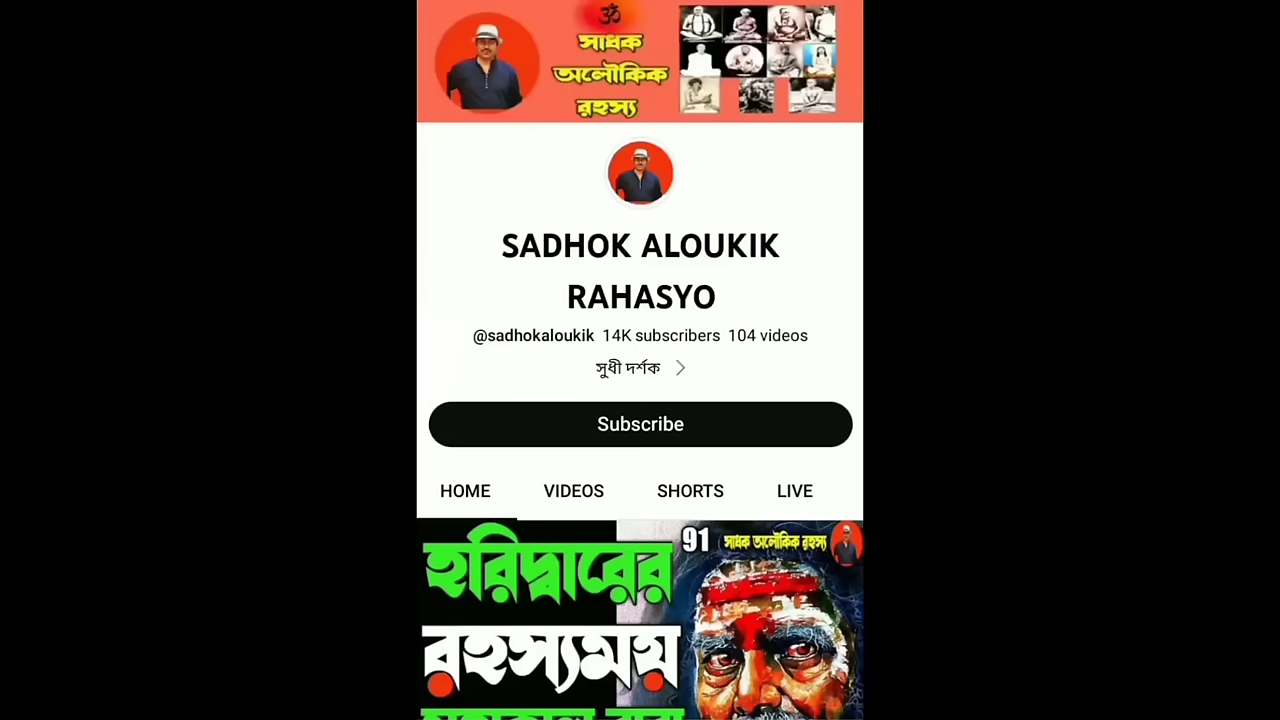 ॐ
সাধক
অলৌকিক
রহস্য
SADHOK ALOUKIK
RAHASYO
@sadhokaloukik 14K subscribers 104 videos
সুধী দর্শক
Subscribe
HOME VIDEOS SHORTS LIVE
91 সাধক অলৌকিক রহস্য
হরিদ্বারের
রহস্যময়
মহাকাল বাবা